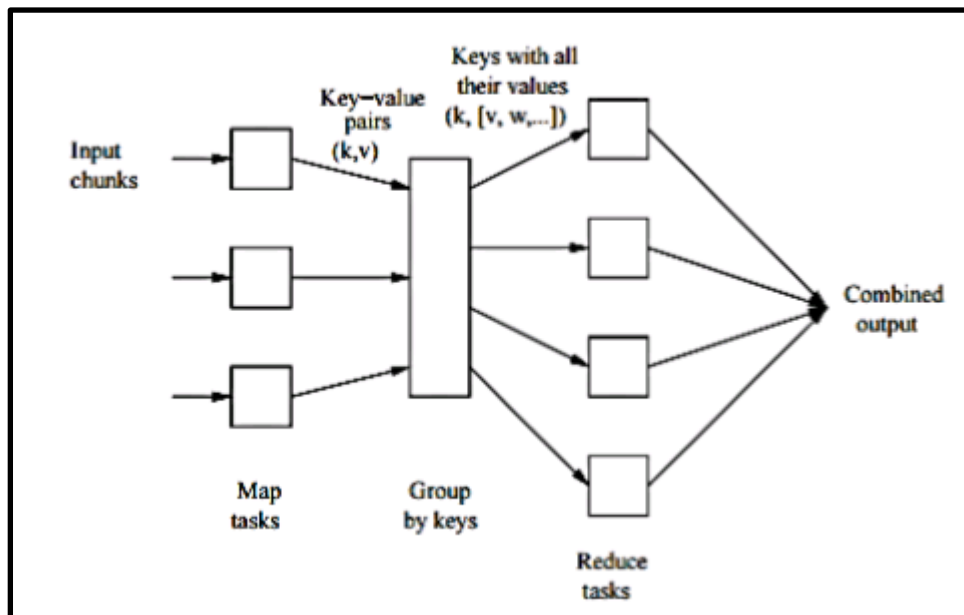 Input
chunks
Key-value
pairs
(k,v)
Keys with all
their values
(k, [v, w,...])
Combined
output
Map
tasks
Group
by keys
Reduce
tasks